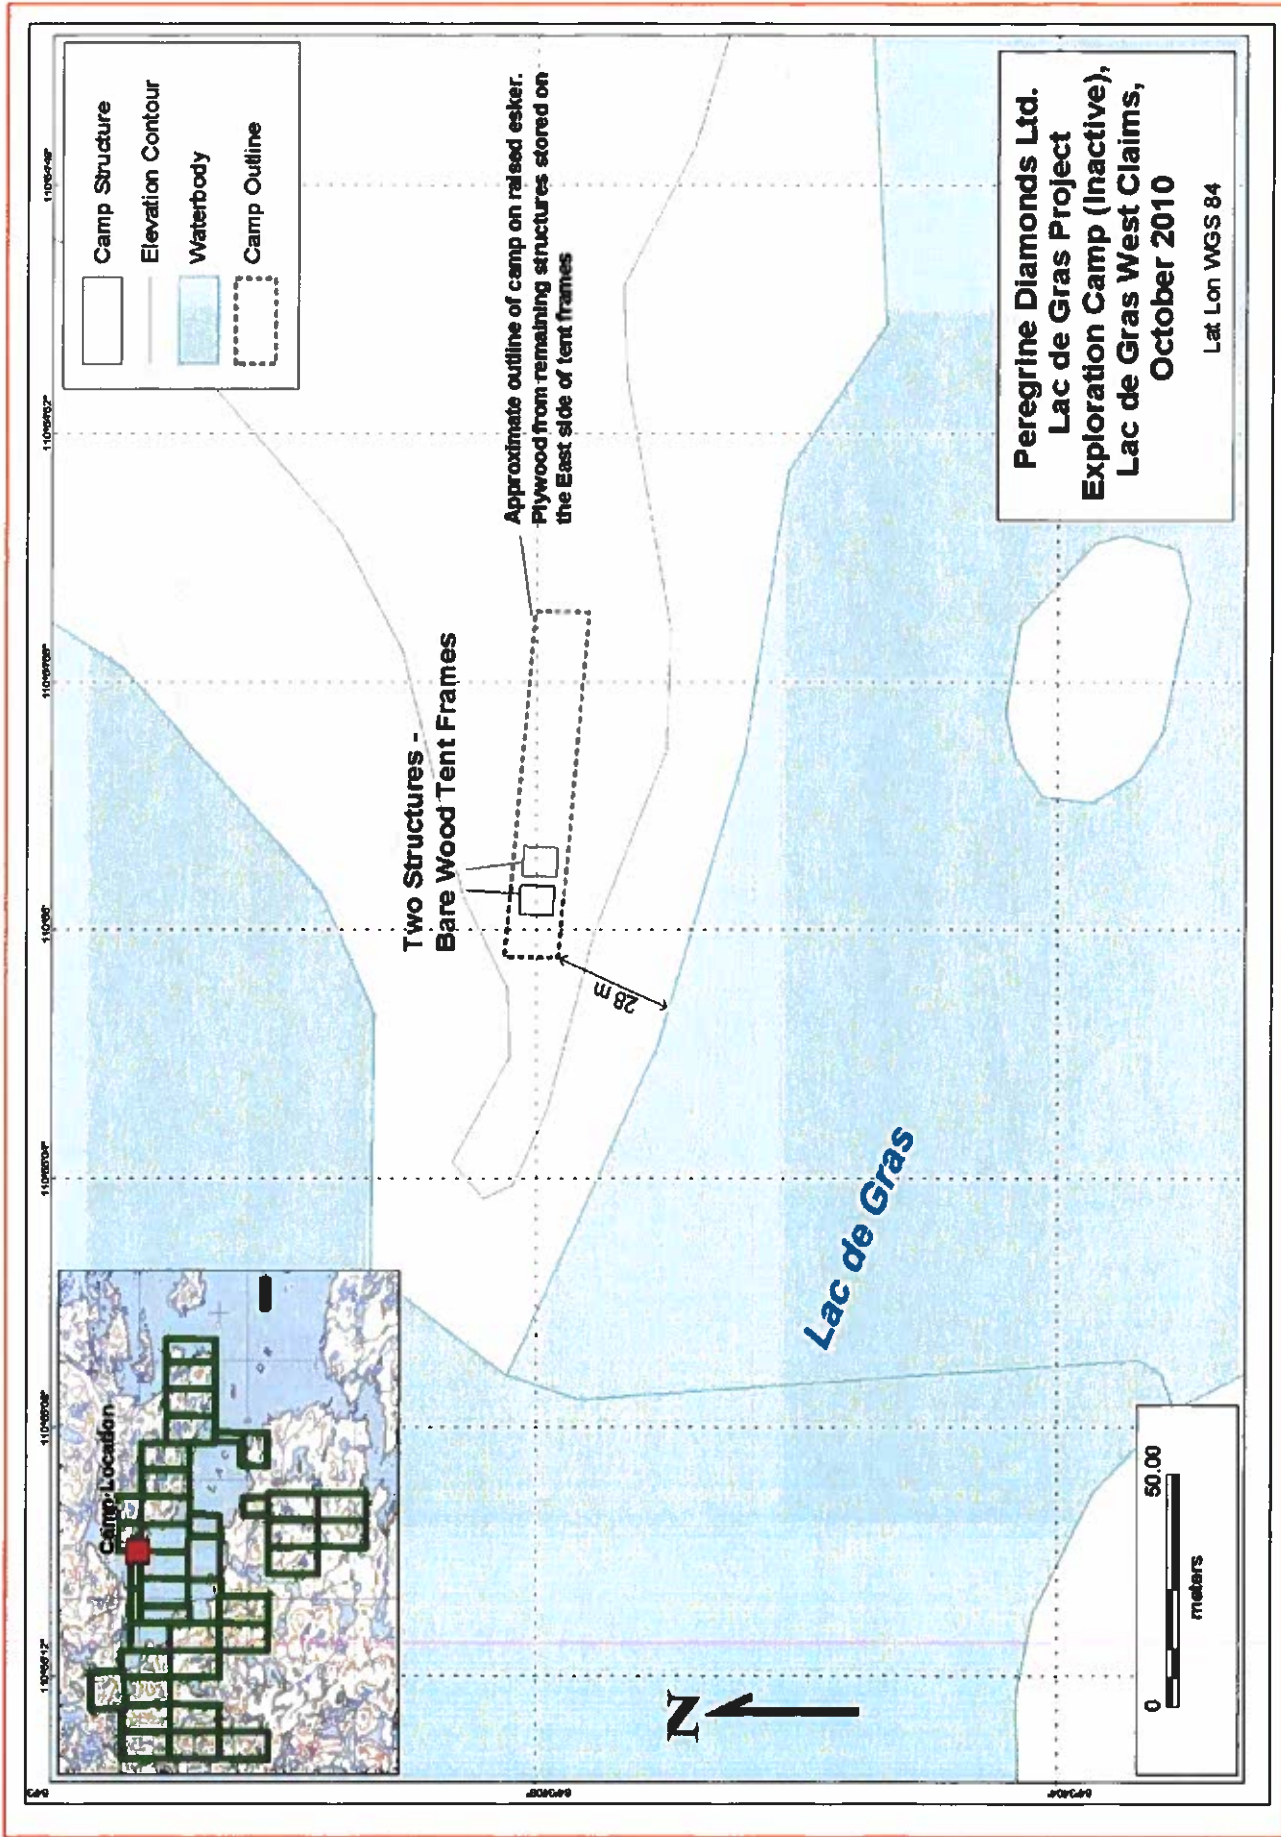 Camp Location
Camp Structure
Elevation Contour
Waterbody
Camp Outline
Approximate outline of camp on raised esker.
Plywood from remaining structures stored on
the East side of tent frames
Two Structures -
Bare Wood Tent Frames
28 m
Lac de Gras
N
0
50.00
meters
Peregrine Diamonds Ltd.
Lac de Gras Project
Exploration Camp (Inactive),
Lac de Gras West Claims,
October 2010
Lat Lon WGS 84